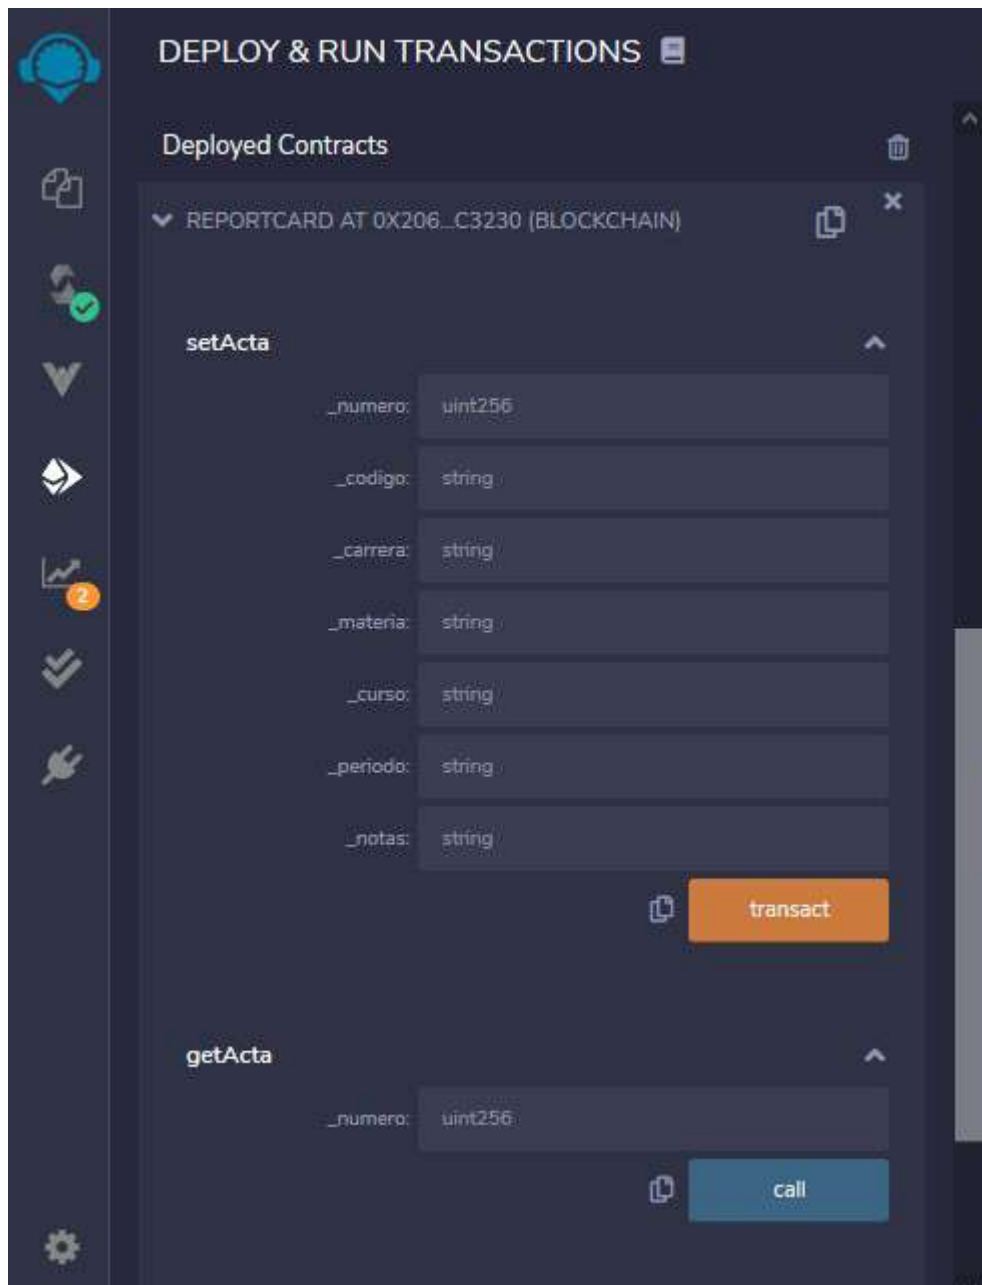 DEPLOY & RUN TRANSACTIONS
Deployed Contracts
REPORTCARD AT 0X206...C3230 (BLOCKCHAIN)
setActa
_numero: uint256
_codigo: string
_carrera: string
_materia: string
_curso: string
_periodo: string
_notas: string
2
transact
getActa
_numero: uint256
call